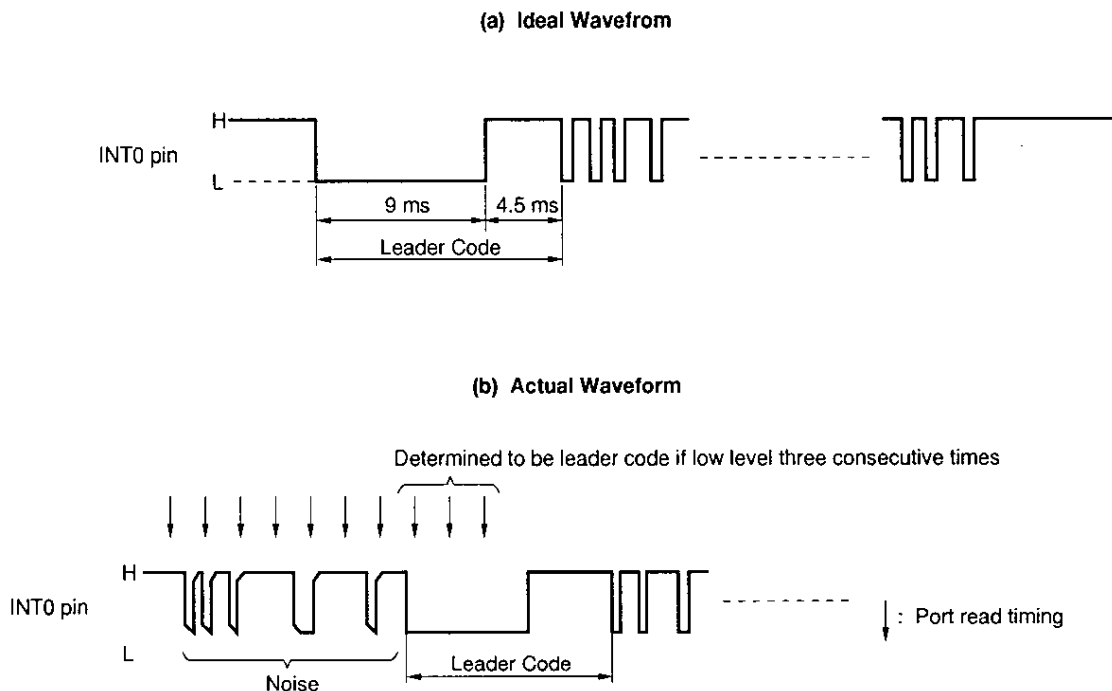 (a) Ideal Wavefrom
H
INT0 pin
L
9 ms
4.5 ms
Leader Code
(b) Actual Waveform
Determined to be leader code if low level three consecutive times
H
INT0 pin
: Port read timing
L
Leader Code
Noise